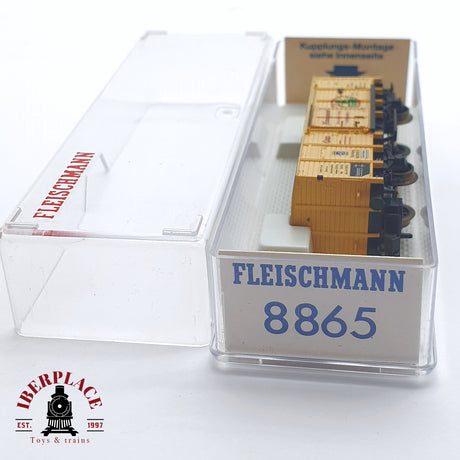 Kupplungs-Montage
siehe Innenseite
FLEISCHMANN
FLEISCHMANN
8865
IBERPLACE
EST. 1997
Toys & trains